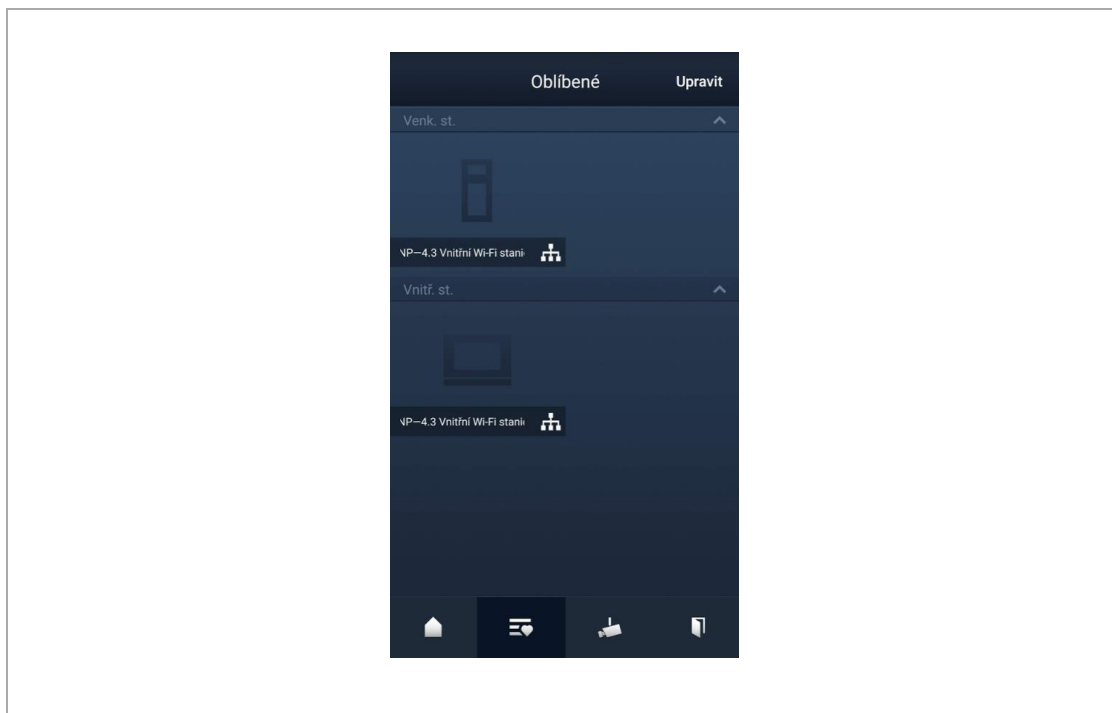 Oblíbené Upravit
Venk. st.
NP–4.3 Vnitřní Wi-Fi stani
Vnitř. st.
NP–4.3 Vnitřní Wi-Fi stani